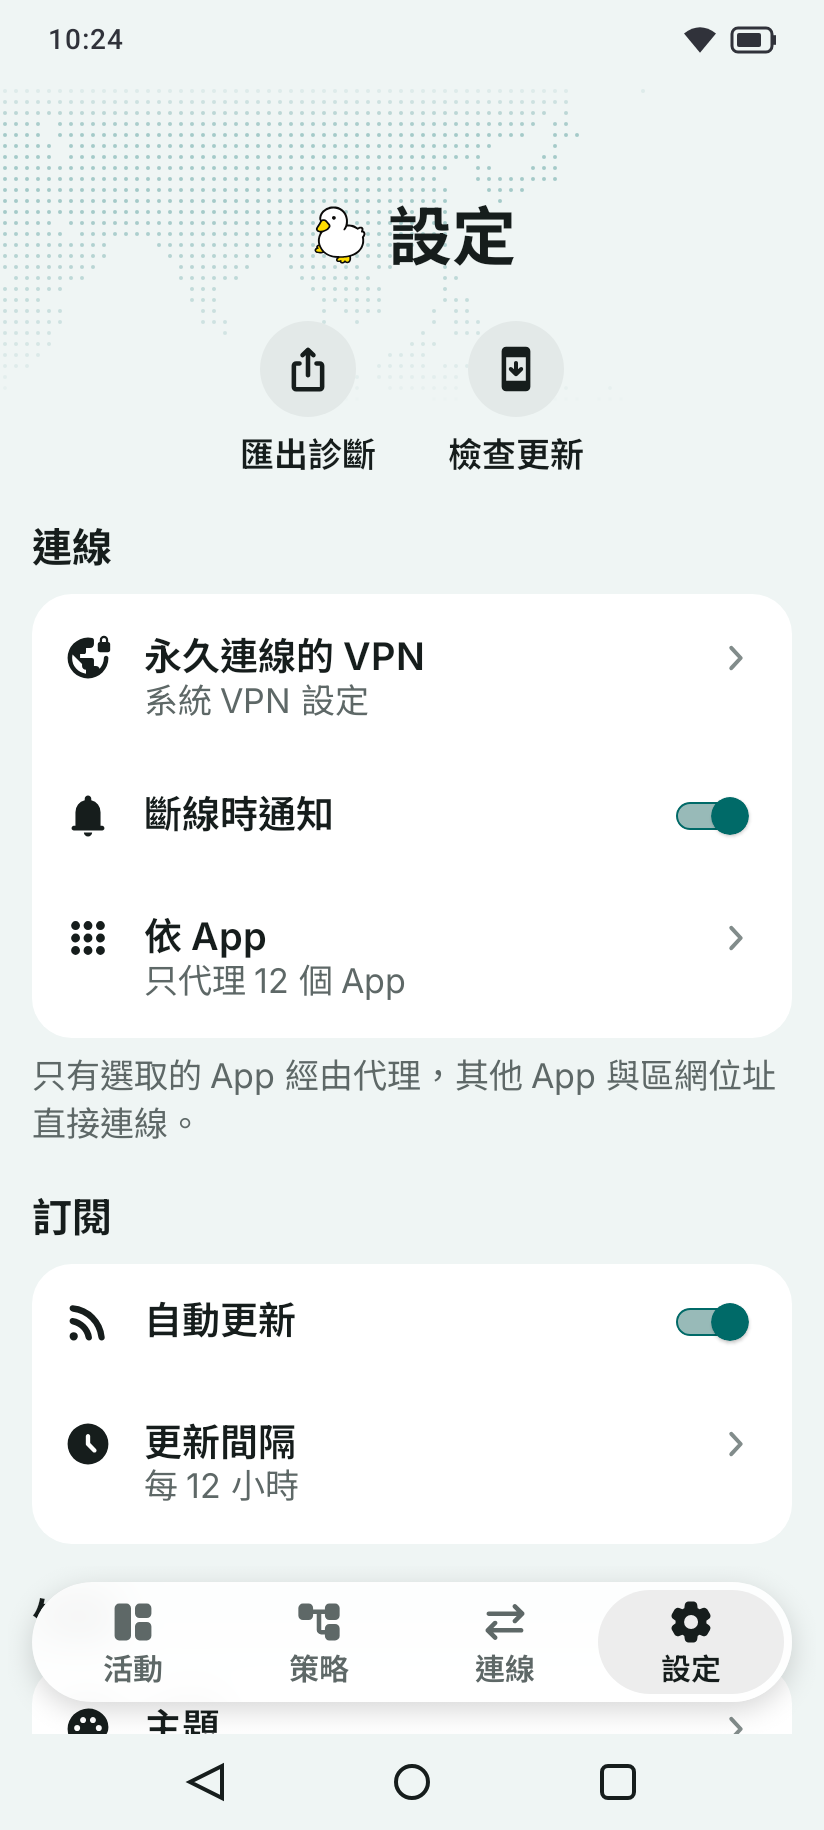 10:24
設定
匯出診斷
檢查更新
連線
永久連線的 VPN
系統 VPN 設定
斷線時通知
依 App
只代理 12 個 App
只有選取的 App 經由代理，其他 App 與區網位址
直接連線。
訂閱
自動更新
更新間隔
每 12 小時
活動
策略
連線
設定
主題